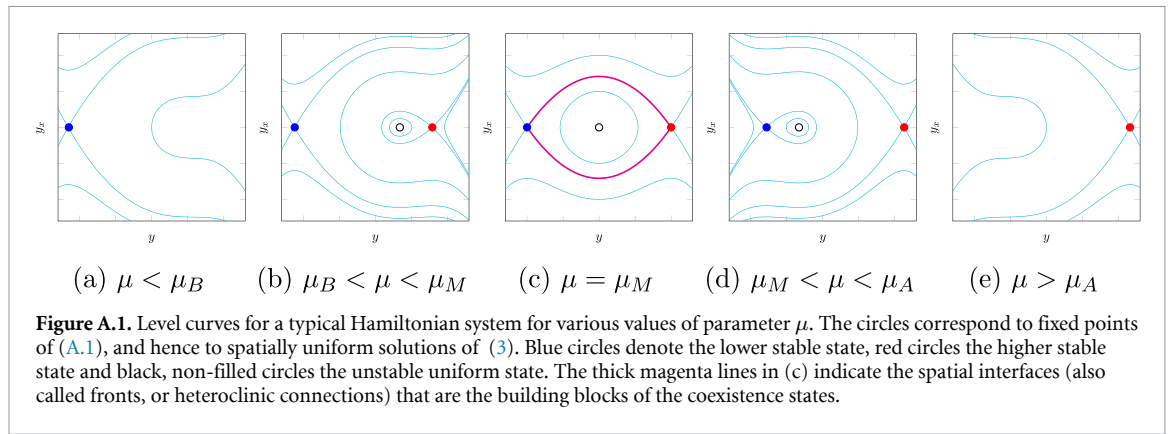 y_x
y_x
y_x
y_x
y_x
y
y
y
y
y
(a) μ < μ_B
(b) μ_B < μ < μ_M
(c) μ = μ_M
(d) μ_M < μ < μ_A
(e) μ > μ_A
Figure A.1. Level curves for a typical Hamiltonian system for various values of parameter μ. The circles correspond to fixed points
of (A.1), and hence to spatially uniform solutions of (3). Blue circles denote the lower stable state, red circles the higher stable
state and black, non-filled circles the unstable uniform state. The thick magenta lines in (c) indicate the spatial interfaces (also
called fronts, or heteroclinic connections) that are the building blocks of the coexistence states.